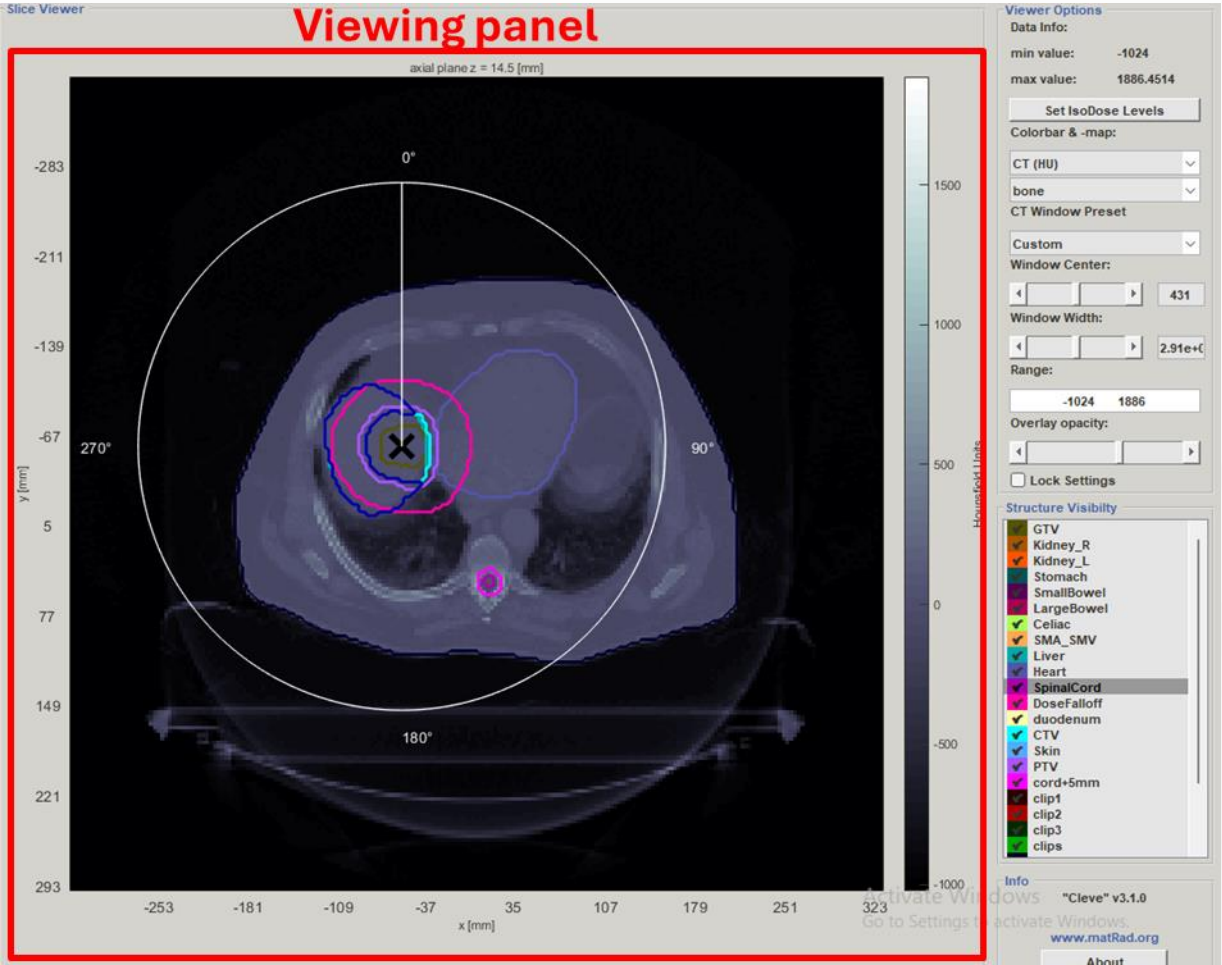 Slice Viewer
Viewing panel
axial plane z = 14.5 [mm]
-283
-211
-139
-67
5
77
149
221
293
y [mm]
0°
90°
180°
270°
-253
-181
-109
-37
35
107
179
251
323
x [mm]
1500
1000
500
0
-500
-1000
Hounsfield Units
Viewer Options
Data Info:
min value: -1024
max value: 1886.4514
Set IsoDose Levels
Colorbar & -map:
CT (HU)
bone
CT Window Preset
Custom
Window Center:
431
Window Width:
2.91e+0
Range:
-1024 1886
Overlay opacity:
Lock Settings
Structure Visibilty
GTV
Kidney_R
Kidney_L
Stomach
SmallBowel
LargeBowel
Celiac
SMA_SMV
Liver
Heart
SpinalCord
DoseFalloff
duodenum
CTV
Skin
PTV
cord+5mm
clip1
clip2
clip3
clips
Info
"Cleve" v3.1.0
www.matRad.org
About
Activate Windows
Go to Settings to activate Windows.